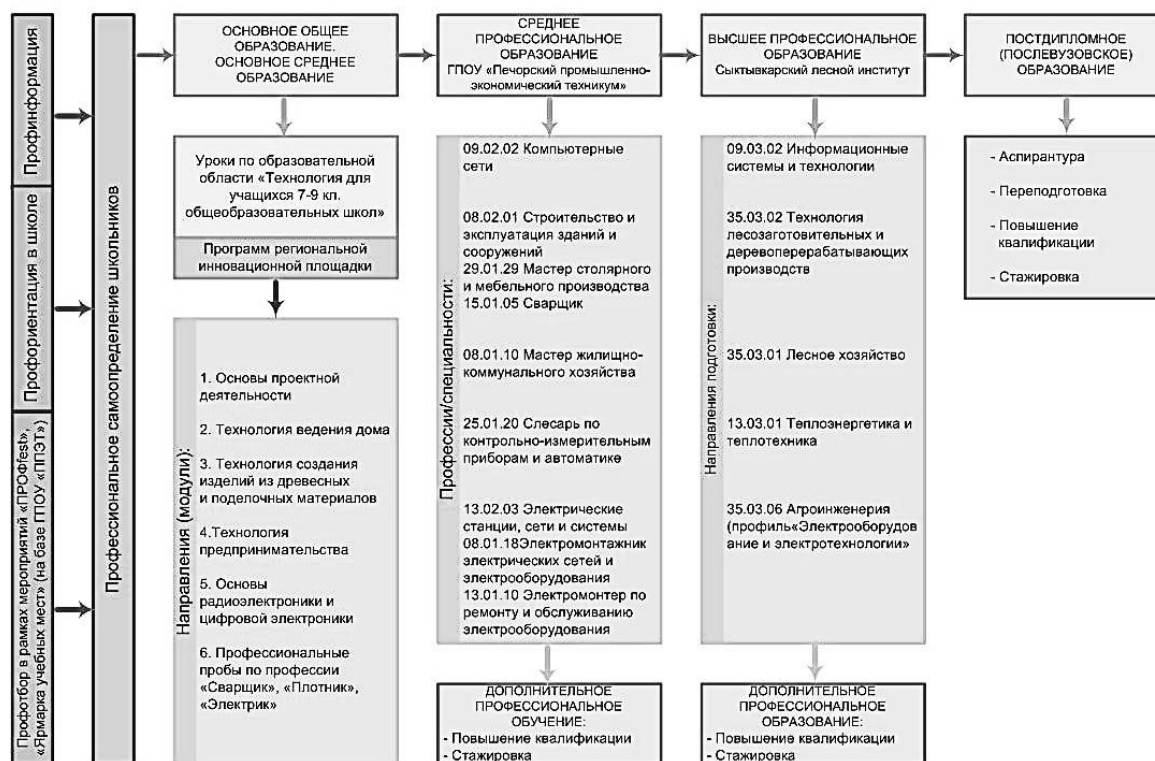 Профинформация
Профориентация в школе
Профотбор в рамках мероприятий «ПРОФfest»,
«Ярмарка учебных мест» (на базе ГПОУ «ППЭТ»)
Профессиональное самоопределение школьников
ОСНОВНОЕ ОБЩЕЕ
ОБРАЗОВАНИЕ.
ОСНОВНОЕ СРЕДНЕЕ
ОБРАЗОВАНИЕ
Уроки по образовательной
области «Технология для
учащихся 7-9 кл.
общеобразовательных школ»
Программ региональной
инновационной площадки
Направления (модули):
1. Основы проектной
деятельности
2. Технология ведения дома
3. Технология создания
изделий из древесных
и поделочных материалов
4.Технология
предпринимательства
5. Основы
радиоэлектроники и
цифровой электроники
6. Профессиональные
пробы по профессии
«Сварщик», «Плотник»,
«Электрик»
СРЕДНЕЕ
ПРОФЕССИОНАЛЬНОЕ
ОБРАЗОВАНИЕ
ГПОУ «Печорский промышленно-
экономический техникум»
Профессии/специальности:
09.02.02 Компьютерные
сети
08.02.01 Строительство и
эксплуатация зданий и
сооружений
29.01.29 Мастер столярного
и мебельного производства
15.01.05 Сварщик
08.01.10 Мастер жилищно-
коммунального хозяйства
25.01.20 Слесарь по
контрольно-измерительным
приборам и автоматике
13.02.03 Электрические
станции, сети и системы
08.01.18Электромонтажник
электрических сетей и
электрооборудования
13.01.10 Электромонтер по
ремонту и обслуживанию
электрооборудования
ДОПОЛНИТЕЛЬНОЕ
ПРОФЕССИОНАЛЬНОЕ
ОБУЧЕНИЕ:
- Повышение квалификации
- Стажировка
ВЫСШЕЕ ПРОФЕССИОНАЛЬНОЕ
ОБРАЗОВАНИЕ
Сыктывкарский лесной институт
Направления подготовки:
09.03.02 Информационные
системы и технологии
35.03.02 Технология
лесозаготовительных и
деревоперерабатывающих
производств
35.03.01 Лесное хозяйство
13.03.01 Теплоэнергетика и
теплотехника
35.03.06 Агроинженерия
(профиль«Электрооборудов
ание и электротехнологии»
ДОПОЛНИТЕЛЬНОЕ
ПРОФЕССИОНАЛЬНОЕ
ОБРАЗОВАНИЕ:
- Повышение квалификации
- Стажировка
ПОСТДИПЛОМНОЕ
(ПОСЛЕВУЗОВСКОЕ)
ОБРАЗОВАНИЕ
- Аспирантура
- Переподготовка
- Повышение
квалификации
- Стажировка